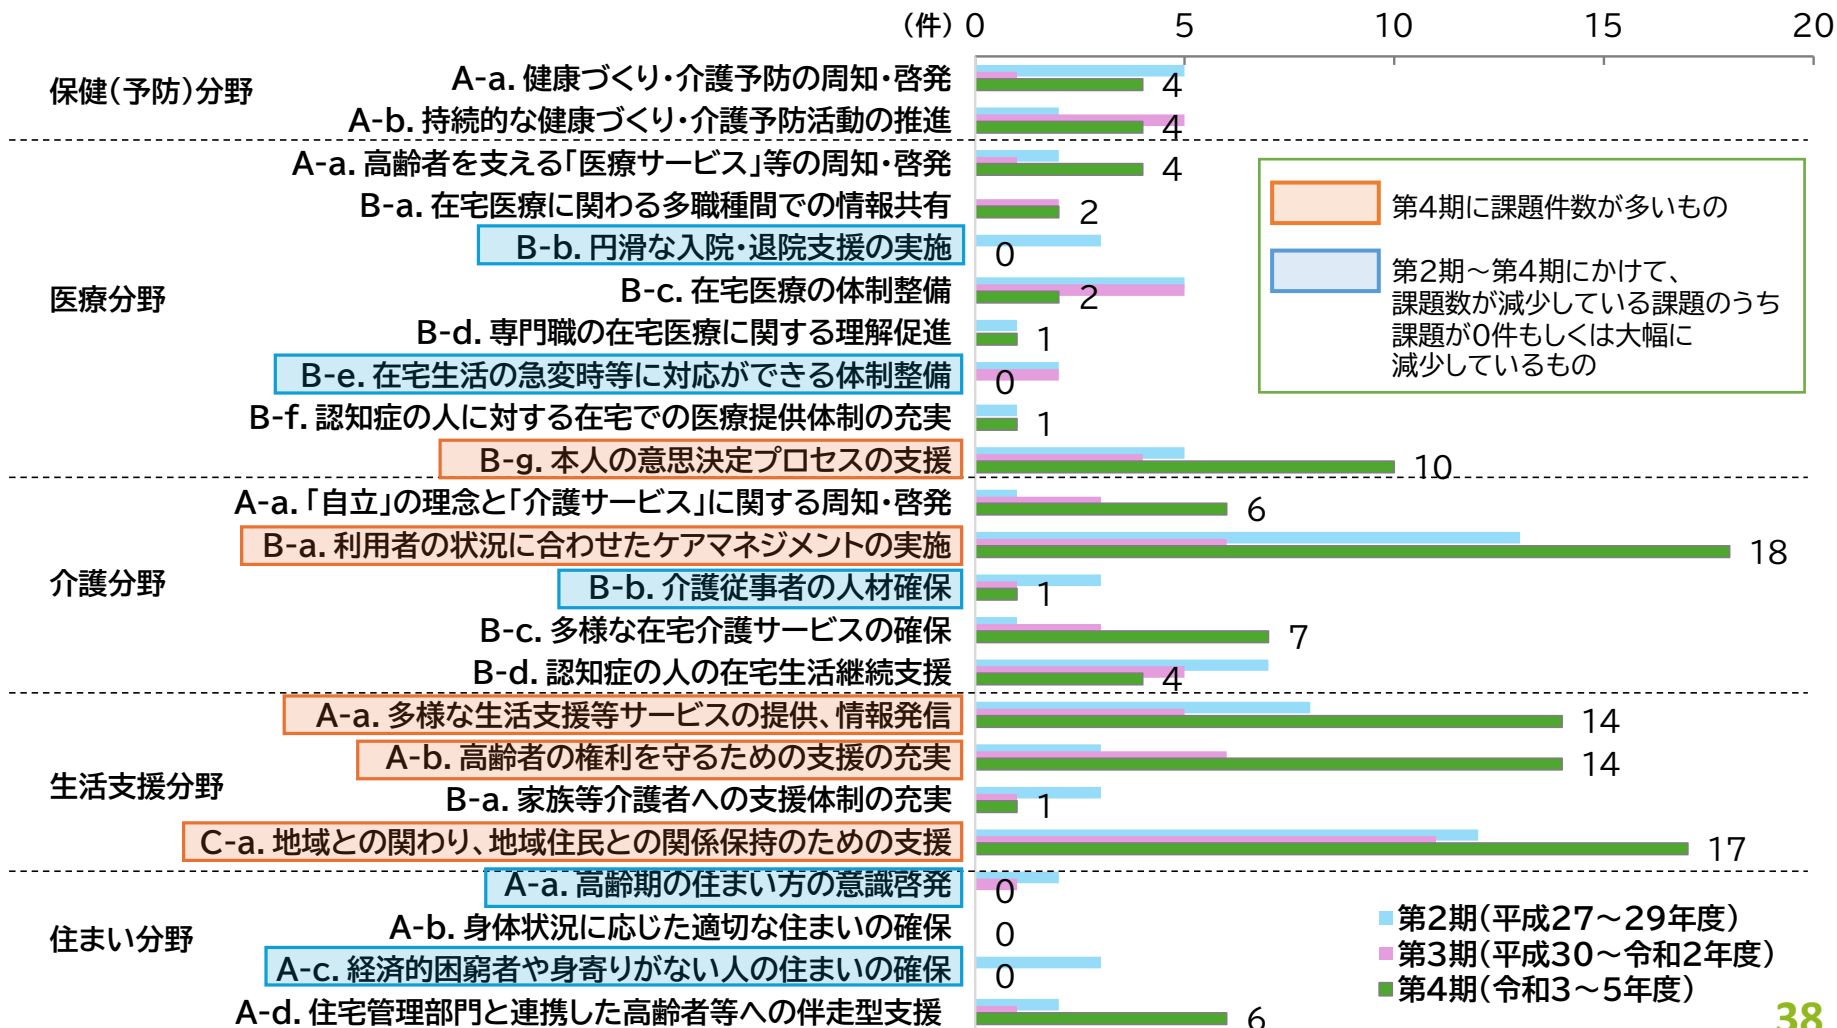 (件) 0 5 10 15 20
保健(予防)分野
A-a. 健康づくり・介護予防の周知・啓発 4
A-b. 持続的な健康づくり・介護予防活動の推進 4
医療分野
A-a. 高齢者を支える「医療サービス」等の周知・啓発 4
B-a. 在宅医療に関わる多職種間での情報共有 2
B-b. 円滑な入院・退院支援の実施 0
B-c. 在宅医療の体制整備 2
B-d. 専門職の在宅医療に関する理解促進 1
B-e. 在宅生活の急変時等に対応ができる体制整備 0
B-f. 認知症の人に対する在宅での医療提供体制の充実 1
B-g. 本人の意思決定プロセスの支援 10
介護分野
A-a. 「自立」の理念と「介護サービス」に関する周知・啓発 6
B-a. 利用者の状況に合わせたケアマネジメントの実施 18
B-b. 介護従事者の人材確保 1
B-c. 多様な在宅介護サービスの確保 7
B-d. 認知症の人の在宅生活継続支援 4
生活支援分野
A-a. 多様な生活支援等サービスの提供、情報発信 14
A-b. 高齢者の権利を守るための支援の充実 14
B-a. 家族等介護者への支援体制の充実 1
C-a. 地域との関わり、地域住民との関係保持のための支援 17
住まい分野
A-a. 高齢期の住まい方の意識啓発 0
A-b. 身体状況に応じた適切な住まいの確保 0
A-c. 経済的困窮者や身寄りがない人の住まいの確保 0
A-d. 住宅管理部門と連携した高齢者等への伴走型支援 6
第4期に課題件数が多いもの
第2期～第4期にかけて、
課題数が減少している課題のうち
課題が0件もしくは大幅に
減少しているもの
第2期(平成27～29年度)
第3期(平成30～令和2年度)
第4期(令和3～5年度)
38